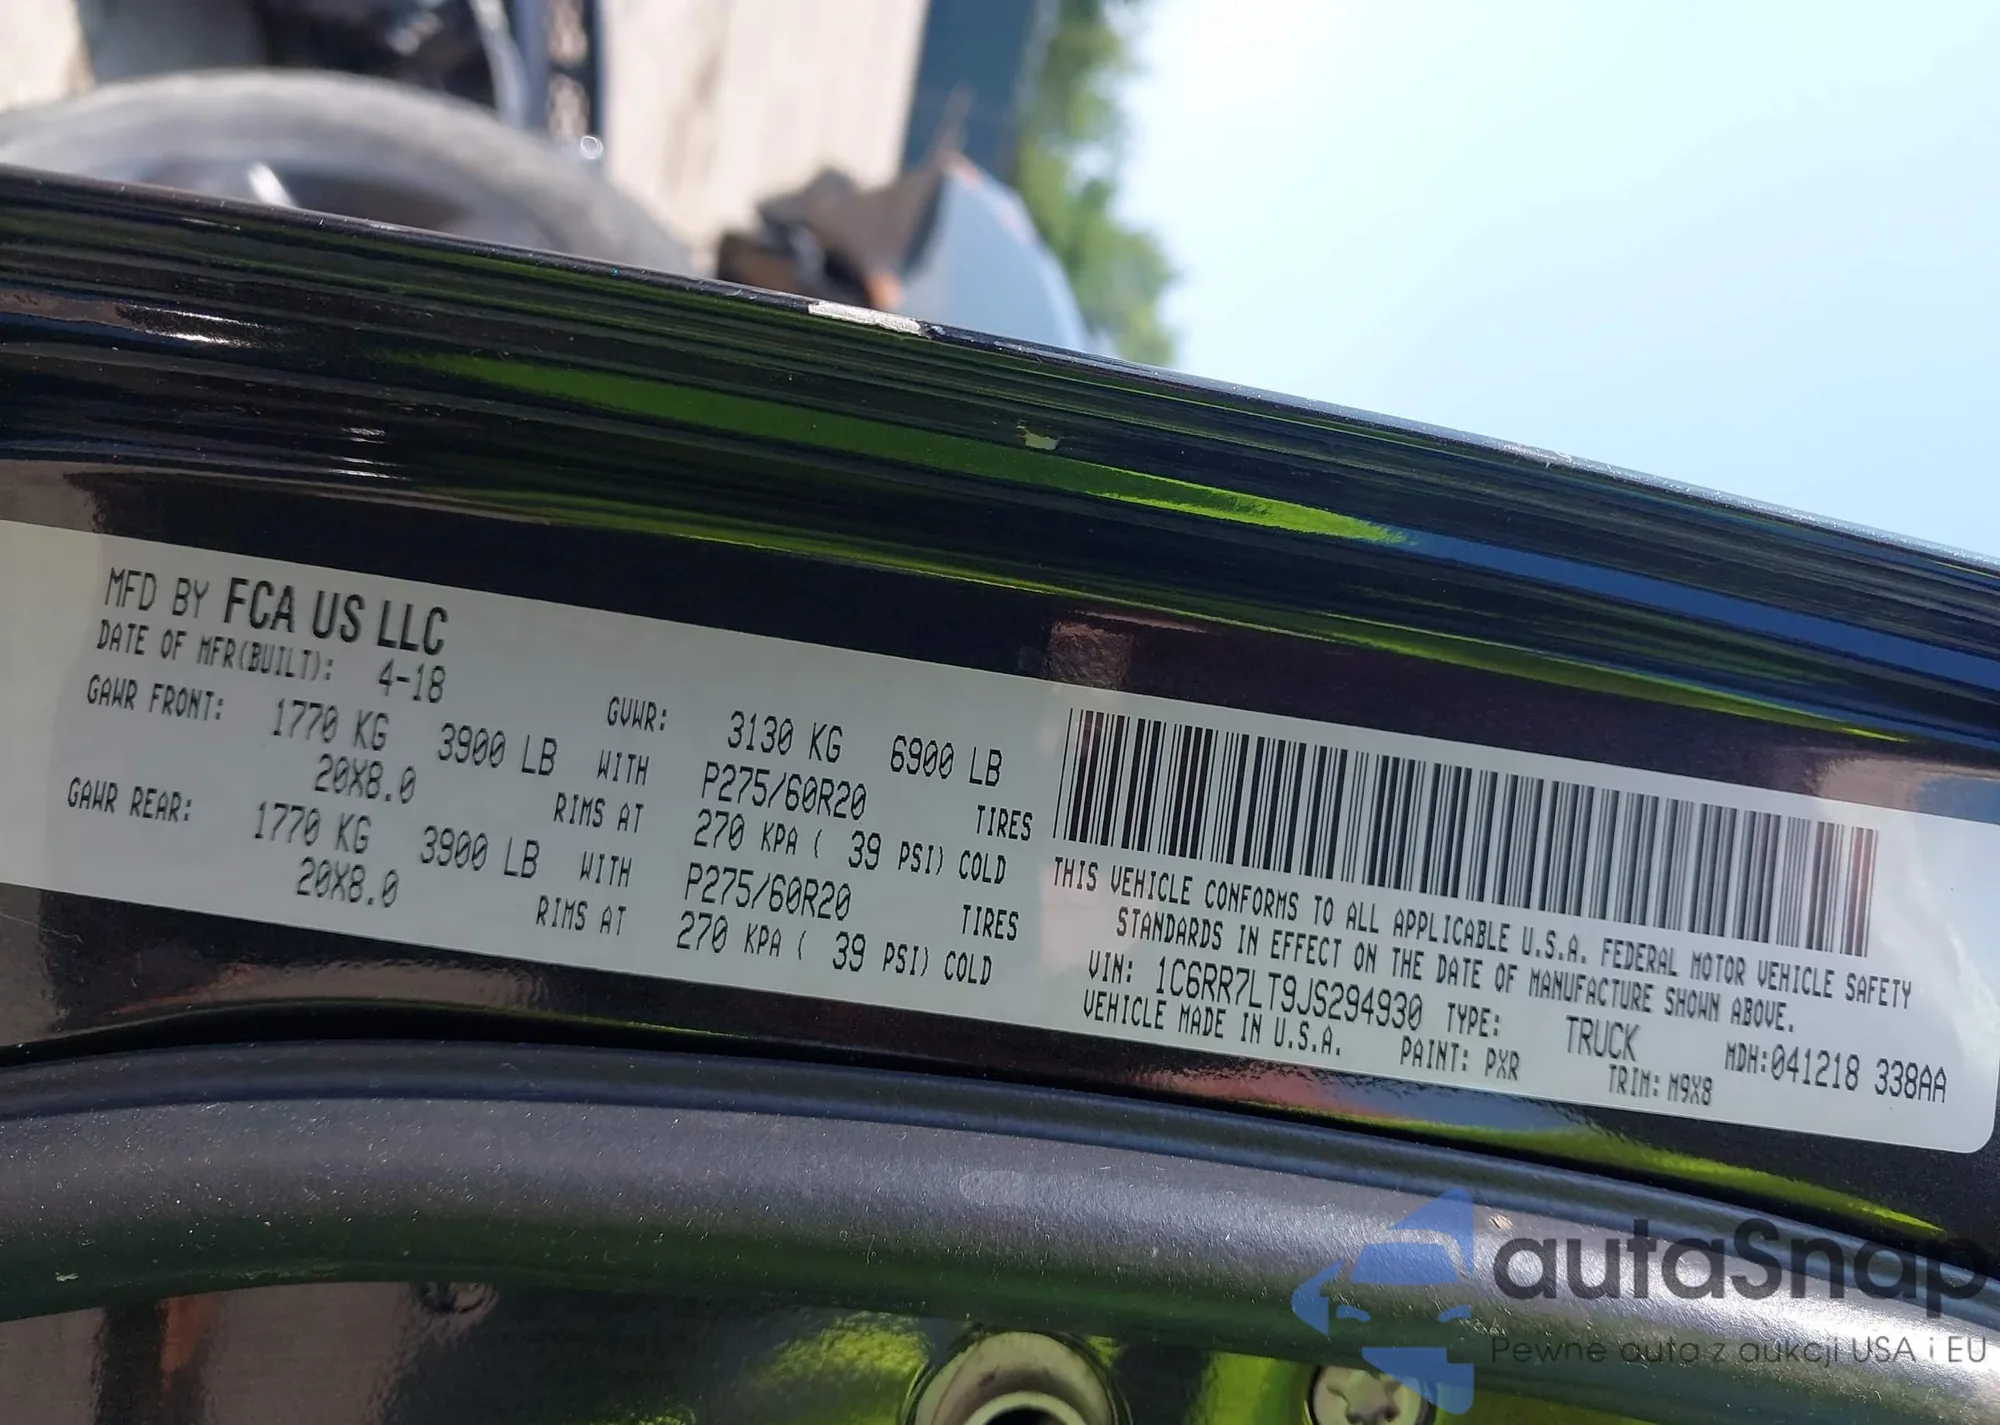 MFD BY FCA US LLC
DATE OF MFR(BUILT): 4-18
GVWR: 3130 KG 6900 LB
GAWR FRONT: 1770 KG 3900 LB WITH P275/60R20 TIRES
20X8.0 RIMS AT 270 KPA ( 39 PSI) COLD
GAWR REAR: 1770 KG 3900 LB WITH P275/60R20 TIRES
20X8.0 RIMS AT 270 KPA ( 39 PSI) COLD
THIS VEHICLE CONFORMS TO ALL APPLICABLE U.S.A. FEDERAL MOTOR VEHICLE SAFETY
STANDARDS IN EFFECT ON THE DATE OF MANUFACTURE SHOWN ABOVE.
VIN: 1C6RR7LT9JS294930 TYPE: TRUCK MDH:041218 338AA
VEHICLE MADE IN U.S.A. PAINT: PXR TRIM: M9X8
autaSnap
Pewne auta z aukcji USA i EU